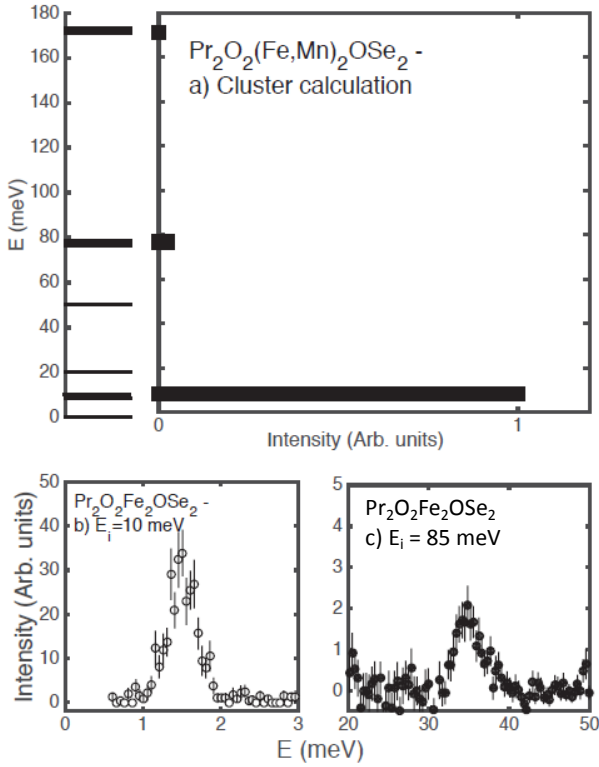 180
160
140
120
100
80
60
40
20
0
E (meV)
Pr₂O₂(Fe,Mn)₂OSe₂ -
a) Cluster calculation
0 1
Intensity (Arb. units)
50
40
30
20
10
0
Intensity (Arb. units)
Pr₂O₂Fe₂OSe₂ -
b) E_i=10 meV
0 1 2 3
5
4
3
2
1
0
Pr₂O₂Fe₂OSe₂
c) Eᵢ = 85 meV
20 30 40 50
E (meV)